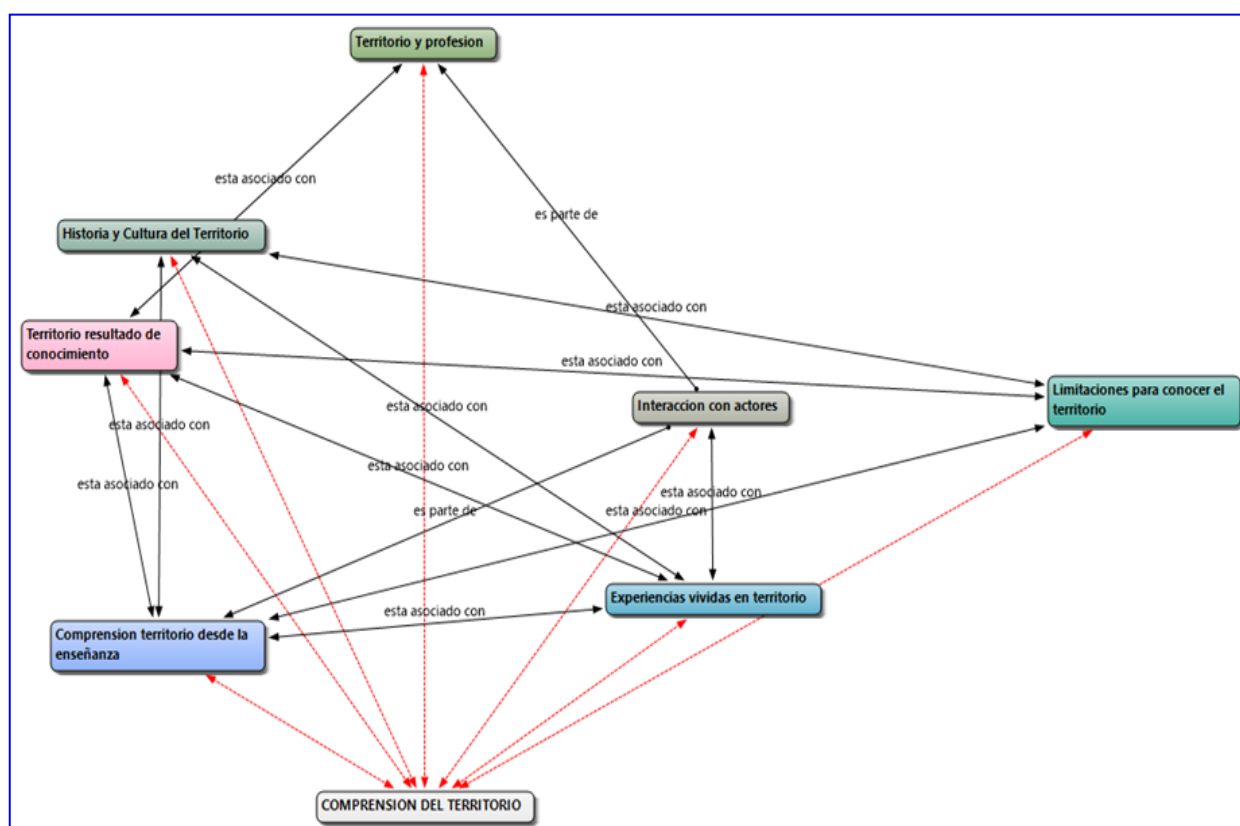 Territorio y profesion
esta asociado con
es parte de
Historia y Cultura del Territorio
esta asociado con
Territorio resultado de
conocimiento
esta asociado con
Limitaciones para conocer el
territorio
Interaccion con actores
esta asociado con
esta asociado con
esta asociado con
esta asociado con
esta asociado con
es parte de
esta asociado con
Experiencias vividas en territorio
esta asociado con
Comprension territorio desde la
enseñanza
COMPRENSION DEL TERRITORIO